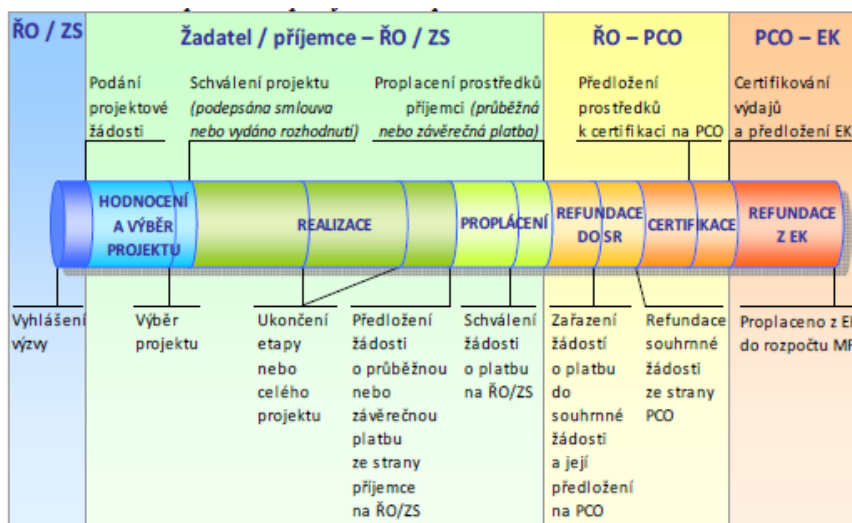 ŘO / ZS
Žadatel / příjemce – ŘO / ZS
ŘO – PCO
PCO – EK
Podání
projektové
žádosti
Schválení projektu
(podepsána smlouva
nebo vydáno rozhodnutí)
Proplacení prostředků
příjemci (průběžná
nebo závěrečná platba)
Předložení
prostředků
k certifikaci na PCO
Certifikování
výdajů
a předložení EK
HODNOCENÍ
A VÝBĚR
PROJEKTU
REALIZACE
PROPLÁCENÍ
REFUNDACE
DO SR
CERTIFIKACE
REFUNDACE
Z EK
Vyhlášení
výzvy
Výběr
projektu
Ukončení
etapy
nebo
celého
projektu
Předložení
žádosti
o průběžnou
nebo
závěrečnou
platbu
ze strany
příjemce
na ŘO/ZS
Schválení
žádosti
o platbu
na ŘO/ZS
Zařazení
žádostí
o platbu
do
souhrnné
žádosti
a její
předložení
na PCO
Refundace
souhrnné
žádosti
ze strany
PCO
Proplaceno z E
do rozpočtu MF